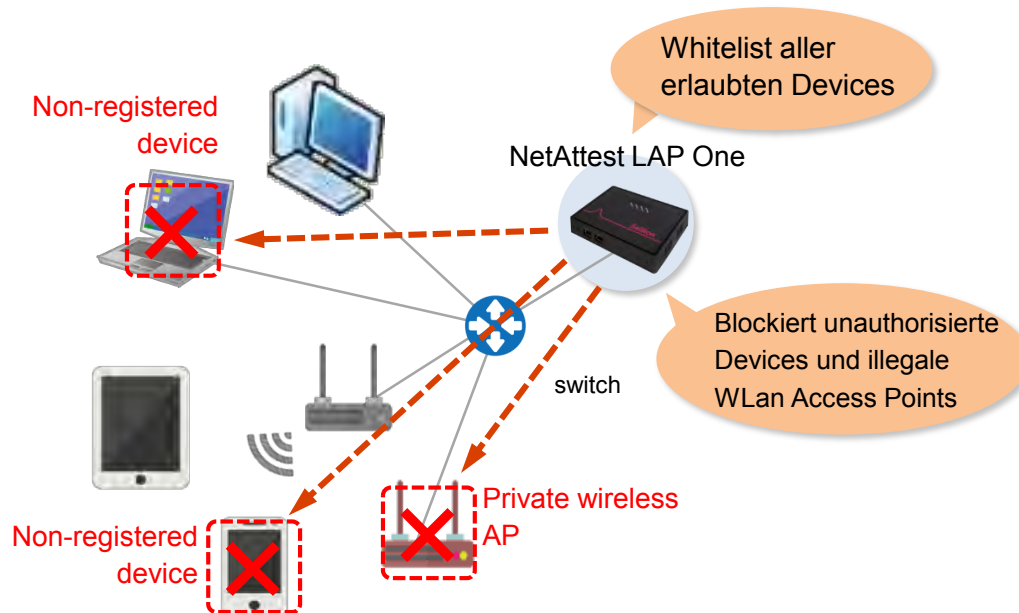 Whitelist aller
erlaubten Devices
Non-registered
device
NetAttest LAP One
Blockiert unauthorisierte
Devices und illegale
WLan Access Points
switch
Private wireless
AP
Non-registered
device